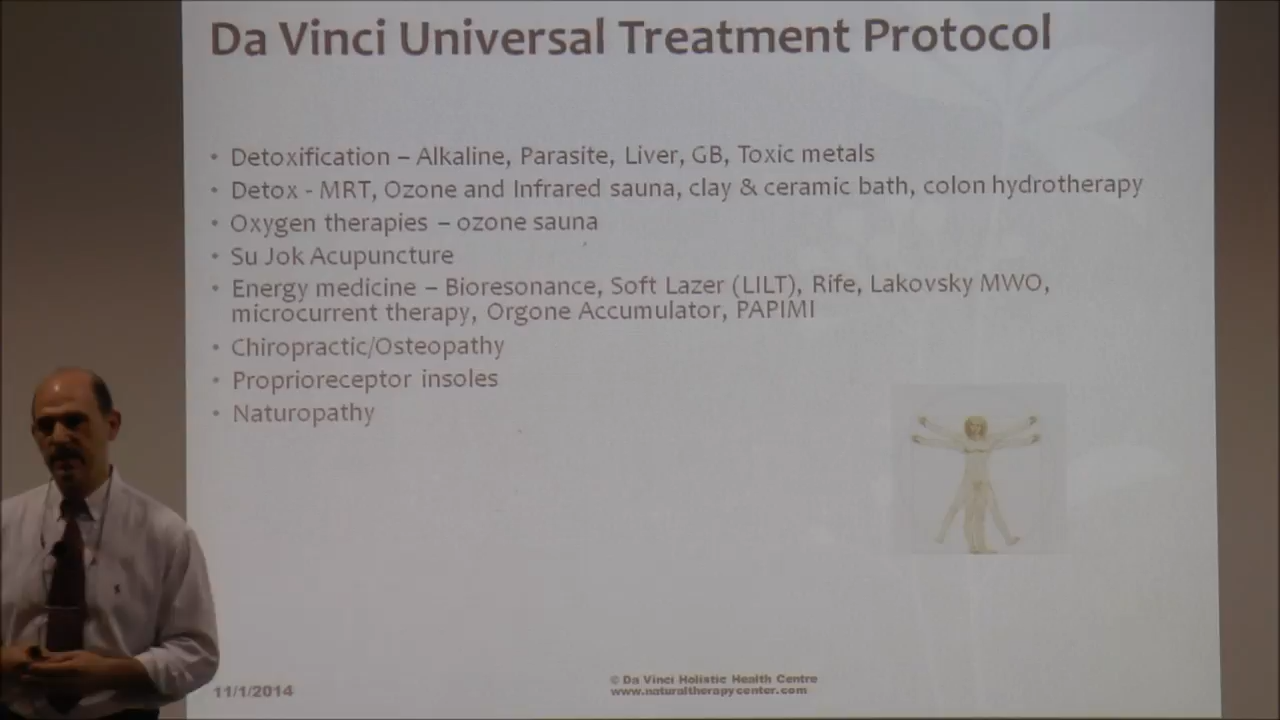 Da Vinci Universal Treatment Protocol
• Detoxification – Alkaline, Parasite, Liver, GB, Toxic metals
• Detox - MRT, Ozone and Infrared sauna, clay & ceramic bath, colon hydrotherapy
• Oxygen therapies – ozone sauna
• Su Jok Acupuncture
• Energy medicine – Bioresonance, Soft Lazer (LILT), Rife, Lakovsky MWO,
microcurrent therapy, Orgone Accumulator, PAPIMI
• Chiropractic/Osteopathy
• Proprioreceptor insoles
• Naturopathy
11/1/2014
© Da Vinci Holistic Health Centre
www.naturaltherapycenter.com